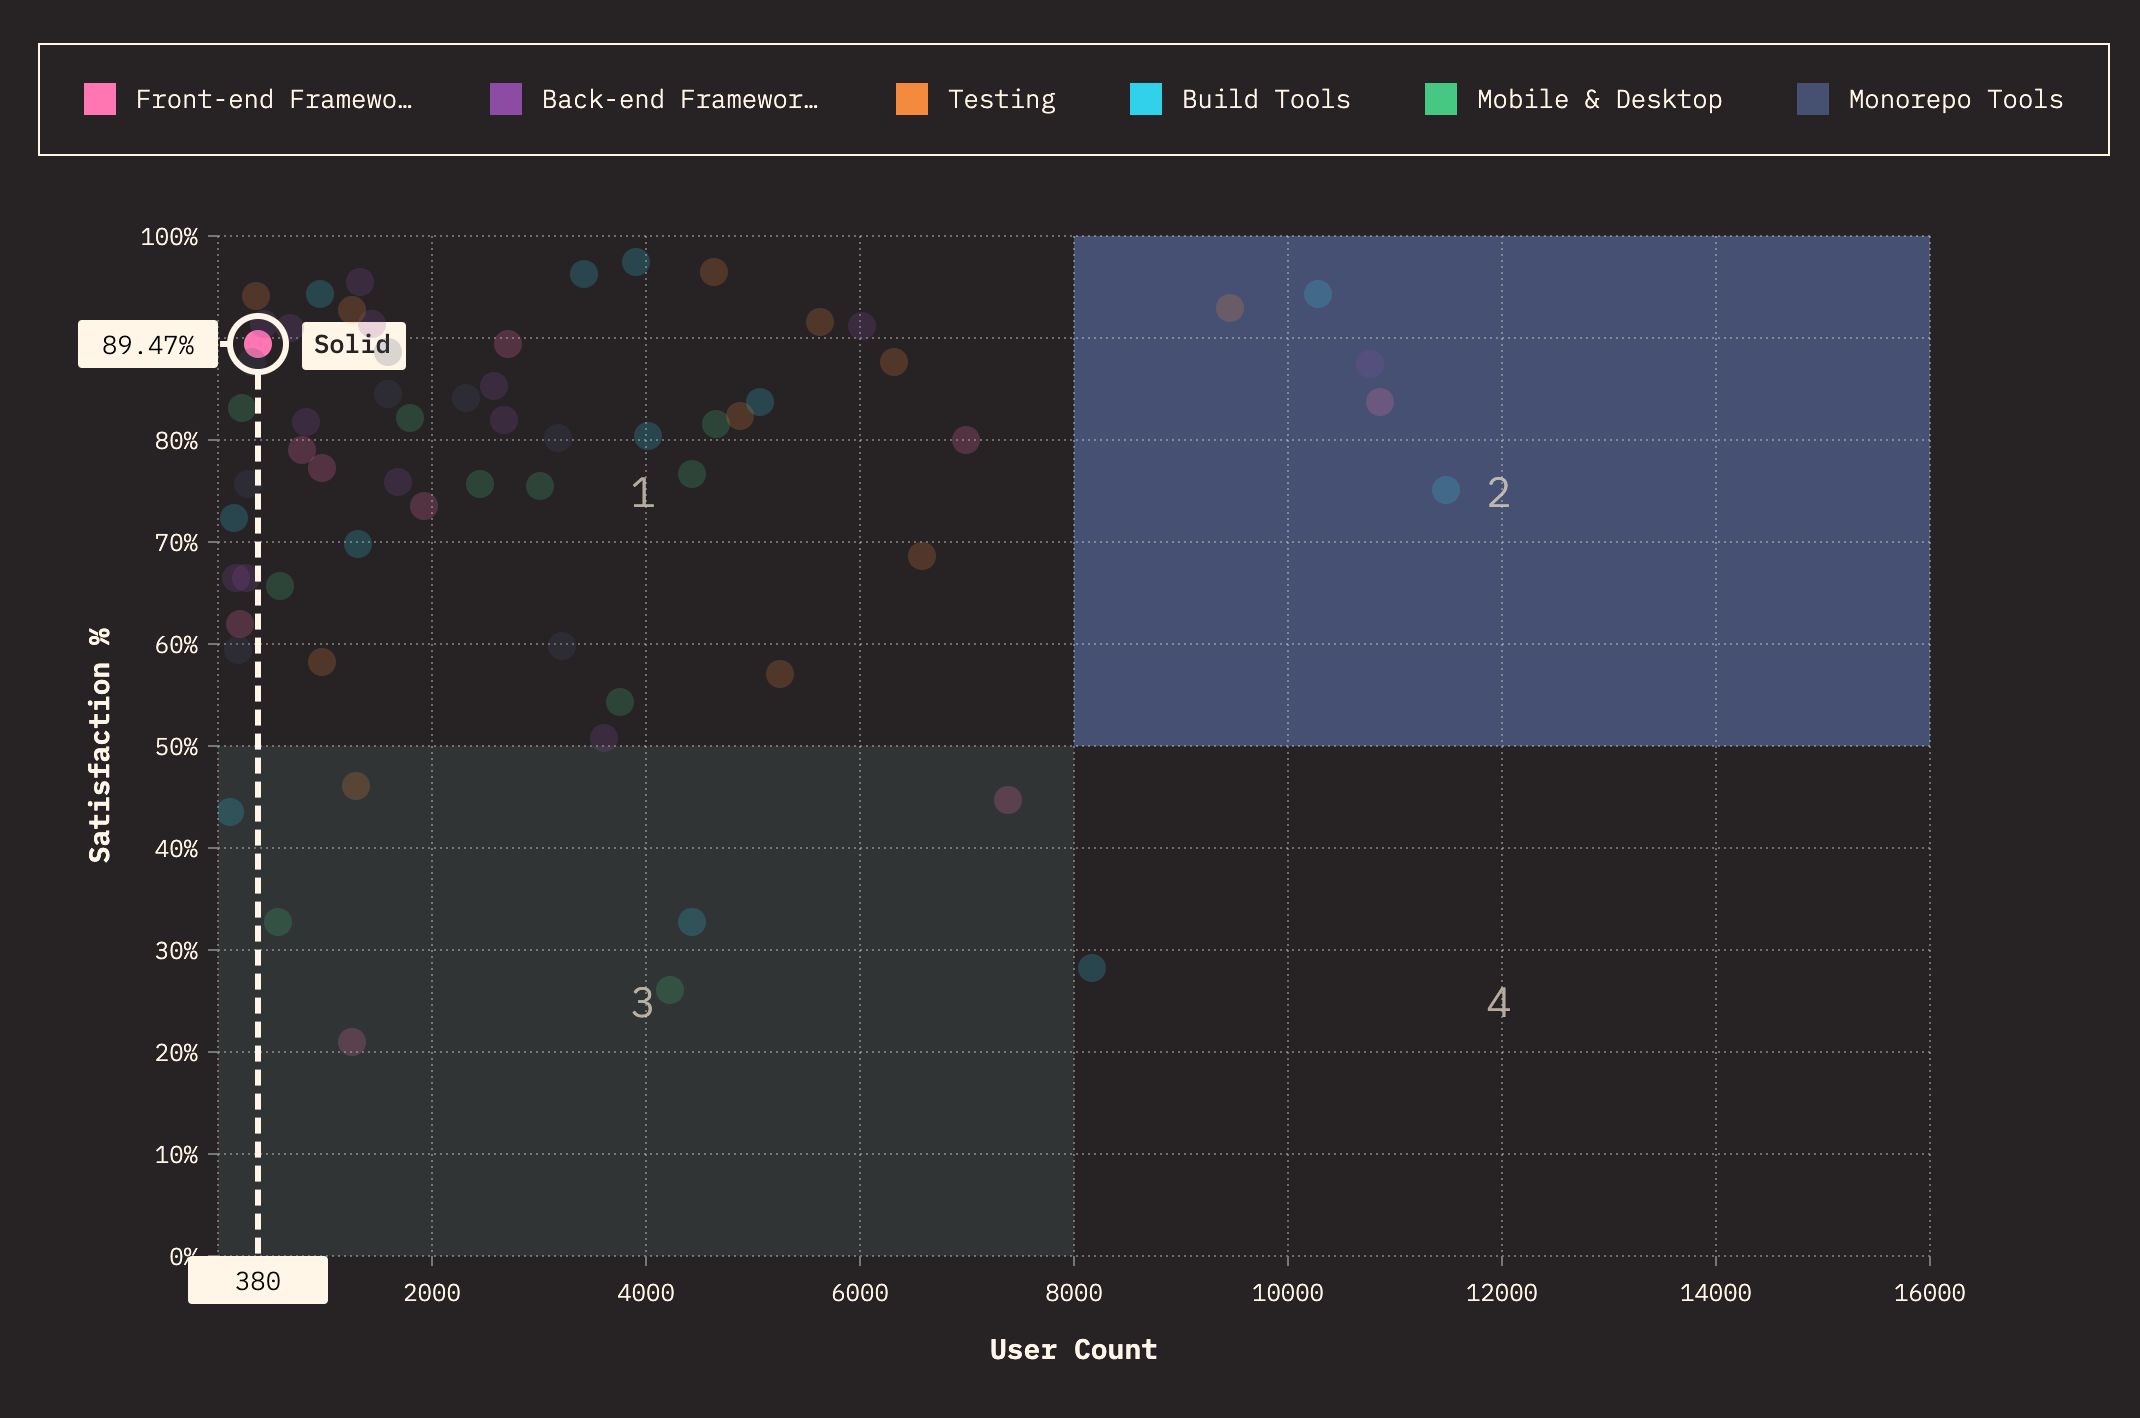 Front-end Framewo…
Back-end Framewor…
Testing
Build Tools
Mobile & Desktop
Monorepo Tools
100%
89.47%
Solid
80%
70%
60%
50%
40%
30%
20%
10%
0%
Satisfaction %
1
2
3
4
380
2000
4000
6000
8000
10000
12000
14000
16000
User Count